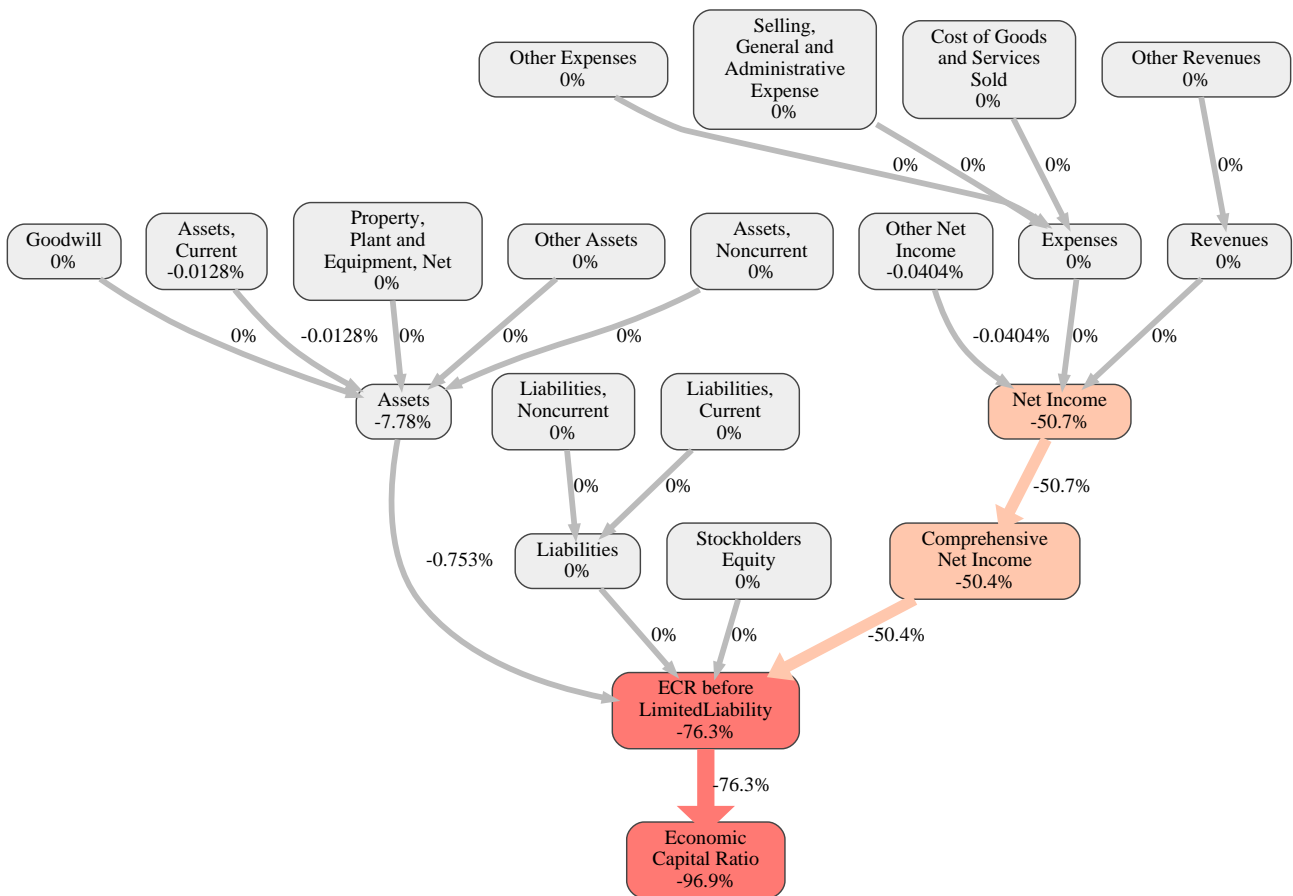 Other Expenses
0%
Selling,
General and
Administrative
Expense
0%
Cost of Goods
and Services
Sold
0%
Other Revenues
0%
0%
0%
0%
0%
Goodwill
0%
Assets,
Current
-0.0128%
Property,
Plant and
Equipment, Net
0%
Other Assets
0%
Assets,
Noncurrent
0%
Other Net
Income
-0.0404%
Expenses
0%
Revenues
0%
0%
-0.0128%
0%
0%
0%
-0.0404%
0%
0%
Assets
-7.78%
Liabilities,
Noncurrent
0%
Liabilities,
Current
0%
Net Income
-50.7%
0%
0%
-50.7%
-0.753%
Liabilities
0%
Stockholders
Equity
0%
Comprehensive
Net Income
-50.4%
0%
0%
-50.4%
ECR before
LimitedLiability
-76.3%
-76.3%
Economic
Capital Ratio
-96.9%